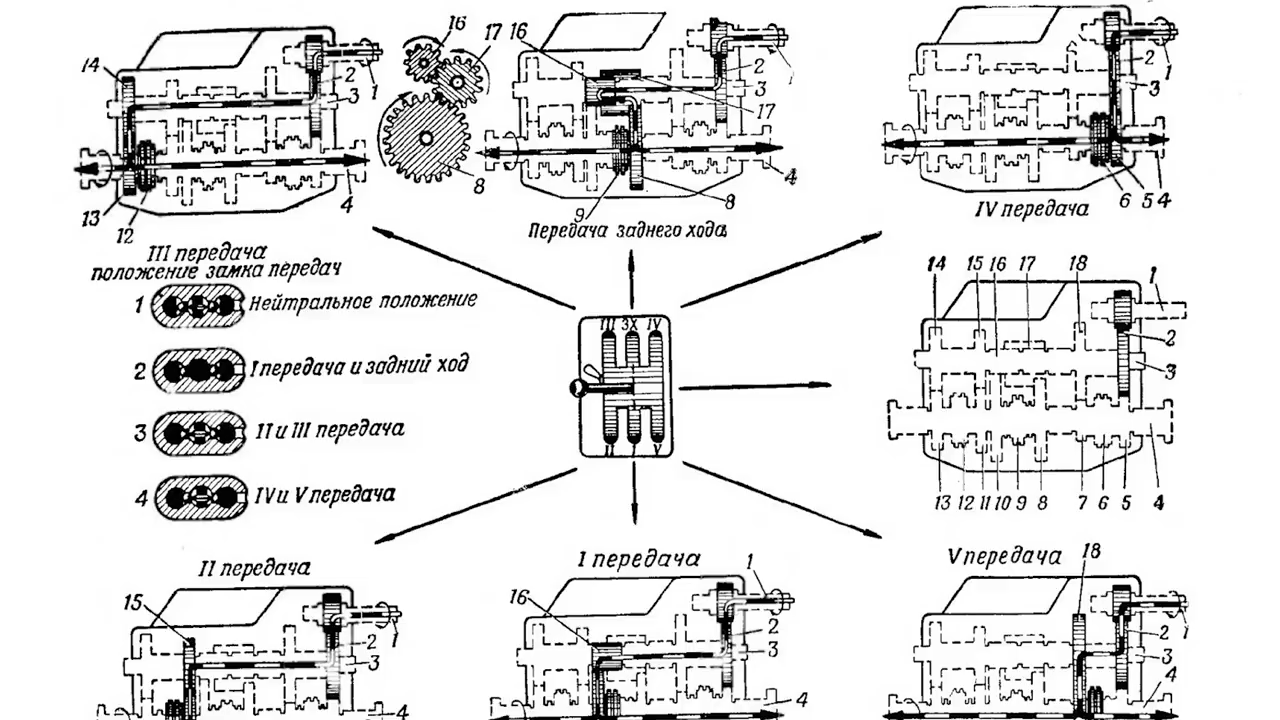 16
17
16
14
2
1
3
13
12
4
8
2
1
3
17
9
8
4
2
1
3
6
5
4
III передача
Передача заднего хода
IV передача
положение замка передач
1 Нейтральное положение
2 I передача и задний ход
3 II и III передача
4 IV и V передача
III ЗХ IV
II I V
14 15 16 17 18 1
2
3
13 12 11 10 9 8 7 6 5 4
II передача
I передача
V передача
15
2
1
3
4
16
1
2
3
4
18
2
1
3
4